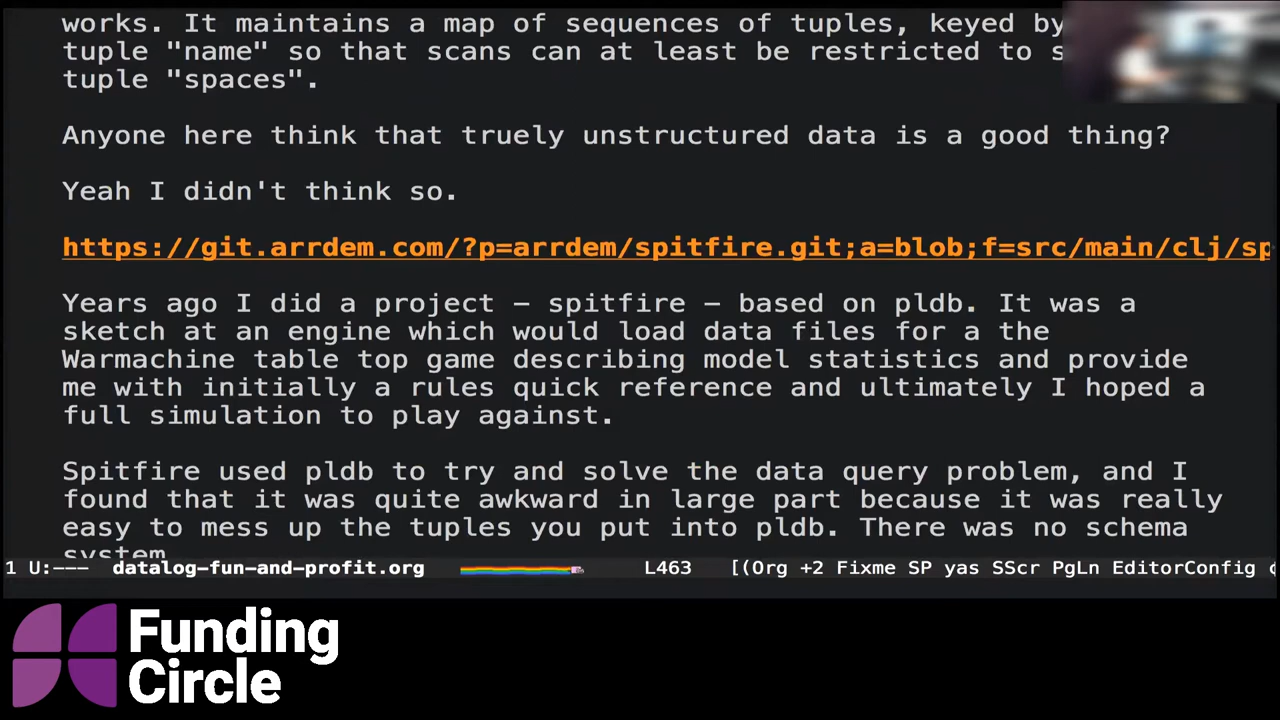 works. It maintains a map of sequences of tuples, keyed by
tuple "name" so that scans can at least be restricted to s
tuple "spaces".
Anyone here think that truely unstructured data is a good thing?
Yeah I didn't think so.
https://git.arrdem.com/?p=arrdem/spitfire.git;a=blob;f=src/main/clj/sp
Years ago I did a project — spitfire — based on pldb. It was a
sketch at an engine which would load data files for a the
Warmachine table top game describing model statistics and provide
me with initially a rules quick reference and ultimately I hoped a
full simulation to play against.
Spitfire used pldb to try and solve the data query problem, and I
found that it was quite awkward in large part because it was really
easy to mess up the tuples you put into pldb. There was no schema
system
1 U:--- datalog-fun-and-profit.org L463 [(Org +2 Fixme SP yas SScr PgLn EditorConfig
Funding
Circle